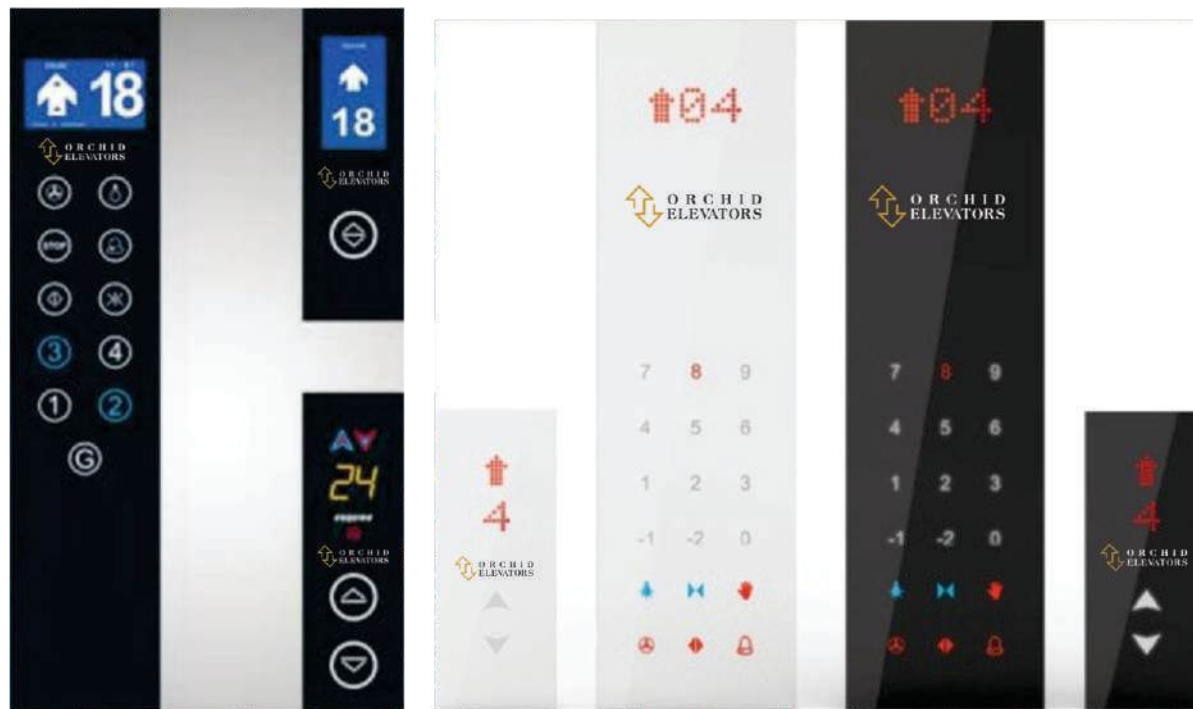 18
ORCHID
ELEVATORS
STOP
3 4
1 2
G
18
ORCHID
ELEVATORS
24
ORCHID
ELEVATORS
4
ORCHID
ELEVATORS
04
ORCHID
ELEVATORS
7 8 9
4 5 6
1 2 3
-1 -2 0
04
ORCHID
ELEVATORS
7 8 9
4 5 6
1 2 3
-1 -2 0
4
ORCHID
ELEVATORS